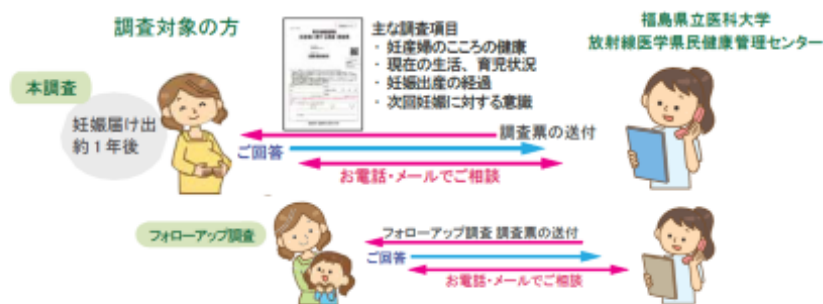 調査対象の方
主な調査項目
・ 妊産婦のこころの健康
・ 現在の生活、育児状況
・ 妊娠出産の経過
・ 次回妊娠に対する意識
福島県立医科大学
放射線医学県民健康管理センター
本調査
妊娠届け出
約1年後
調査票の送付
ご回答
お電話・メールでご相談
フォローアップ調査
フォローアップ調査 調査票の送付
ご回答
お電話・メールでご相談